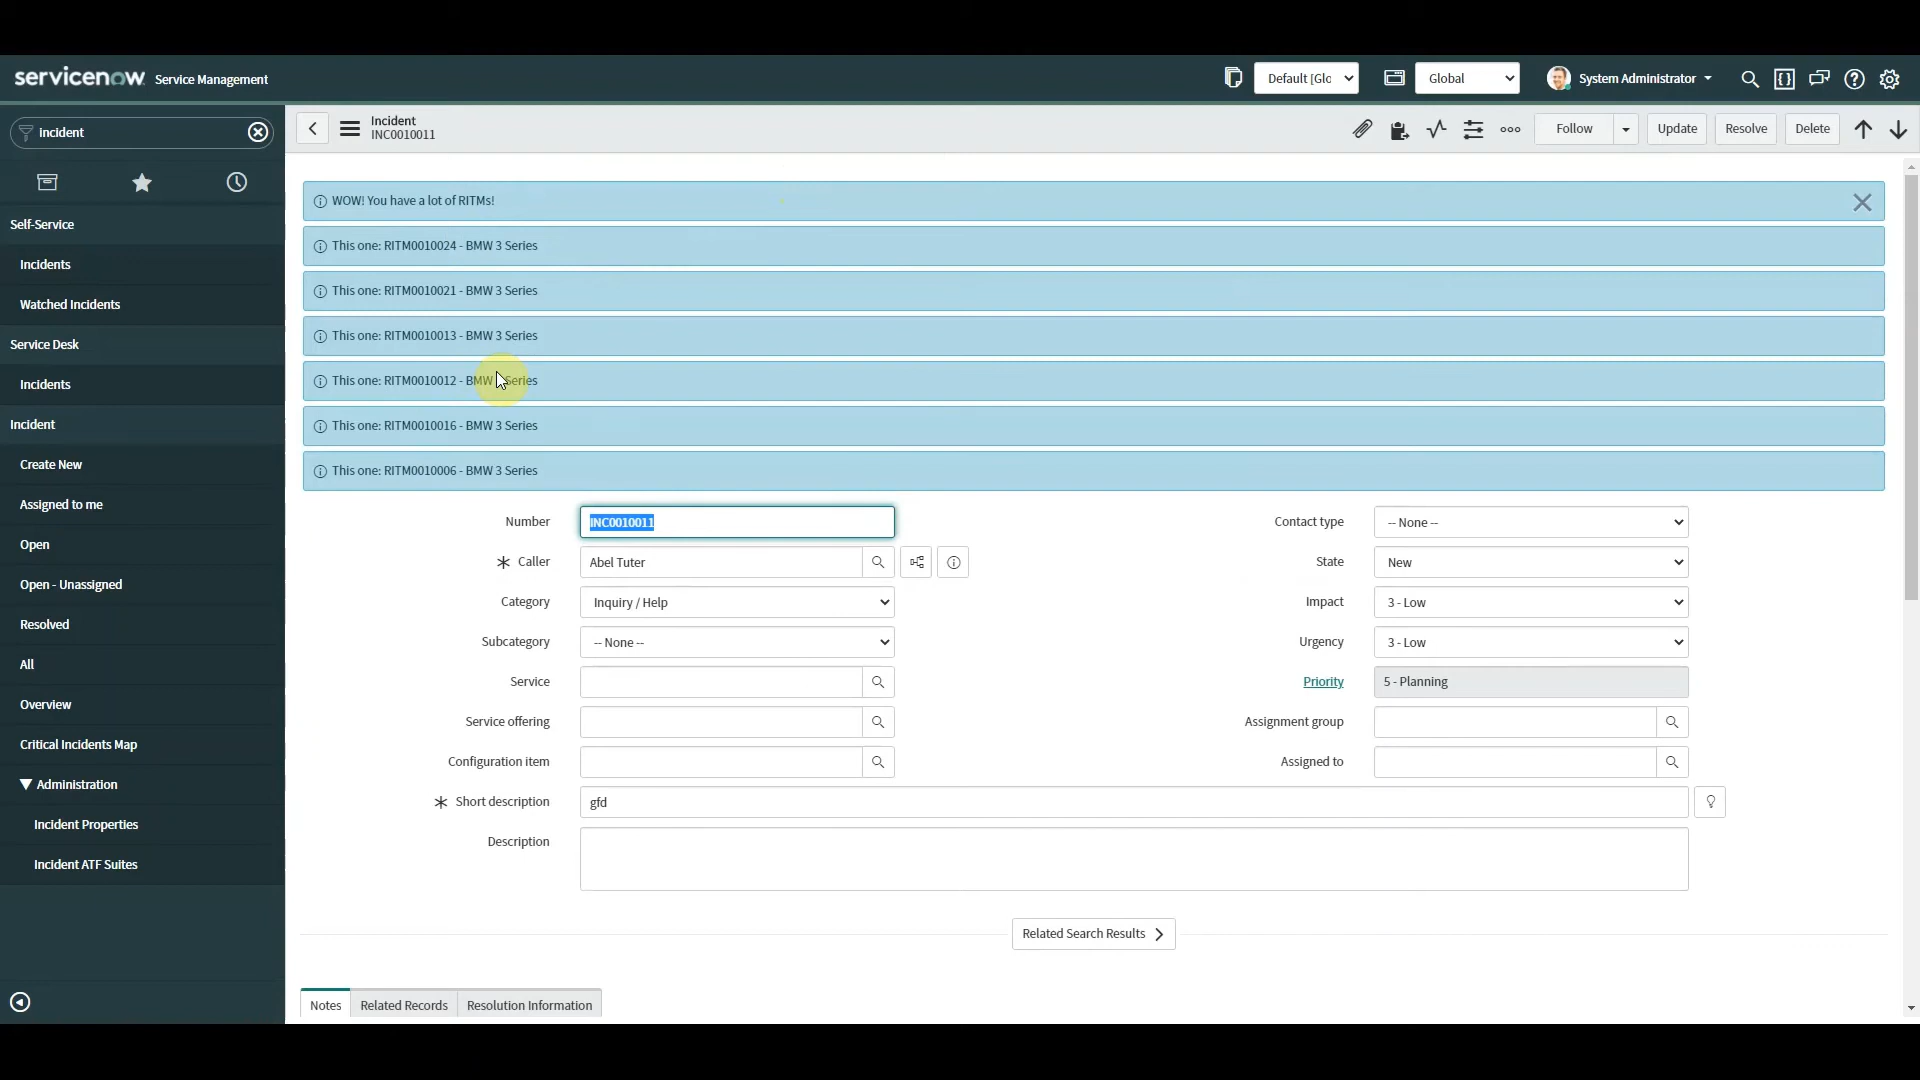 servicenow Service Management
Default [Glo
Global
System Administrator
incident
Incident
INC0010011
Follow
Update
Resolve
Delete
Self-Service
Incidents
Watched Incidents
Service Desk
Incidents
Incident
Create New
Assigned to me
Open
Open - Unassigned
Resolved
All
Overview
Critical Incidents Map
Administration
Incident Properties
Incident ATF Suites
WOW! You have a lot of RITMs!
This one: RITM0010024 - BMW 3 Series
This one: RITM0010021 - BMW 3 Series
This one: RITM0010013 - BMW 3 Series
This one: RITM0010012 - BMW Series
This one: RITM0010016 - BMW 3 Series
This one: RITM0010006 - BMW 3 Series
Number INC0010011
Caller Abel Tuter
Category Inquiry / Help
Subcategory -- None --
Service
Service offering
Configuration item
Contact type -- None --
State New
Impact 3 - Low
Urgency 3 - Low
Priority 5 - Planning
Assignment group
Assigned to
Short description gfd
Description
Related Search Results
Notes Related Records Resolution Information